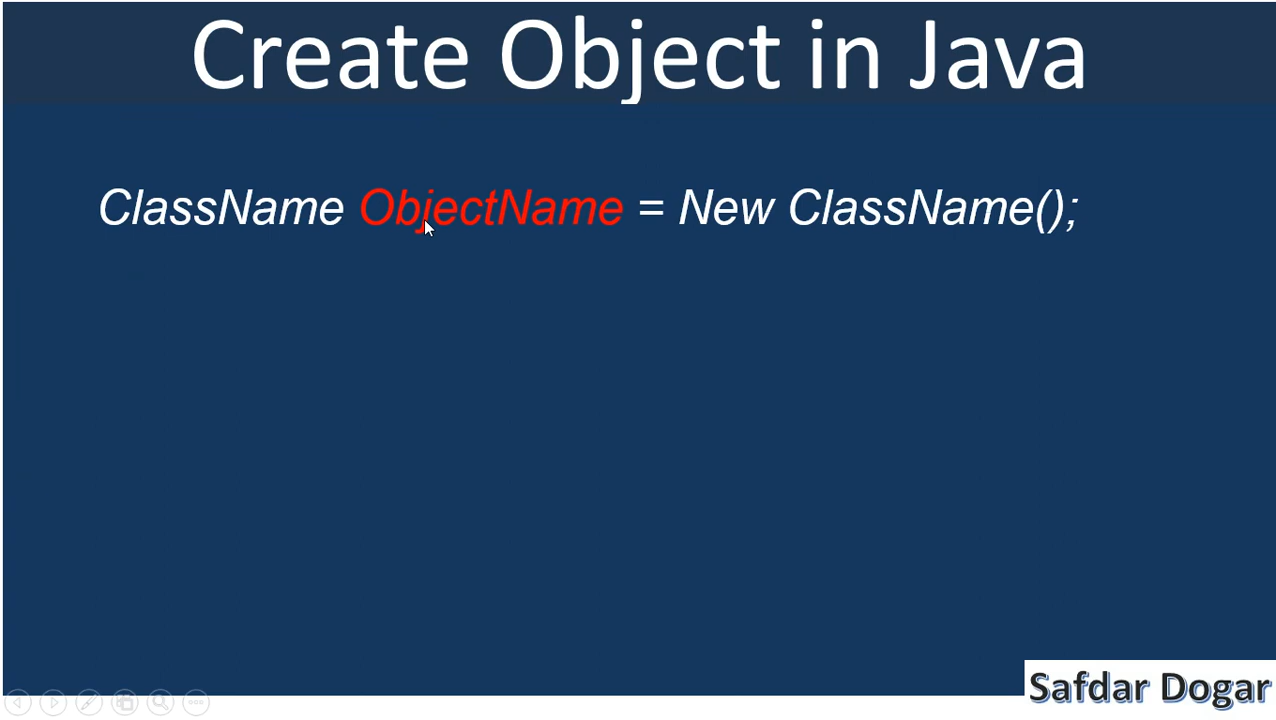 Create Object in Java
ClassName ObjectName = New ClassName();
Safdar Dogar